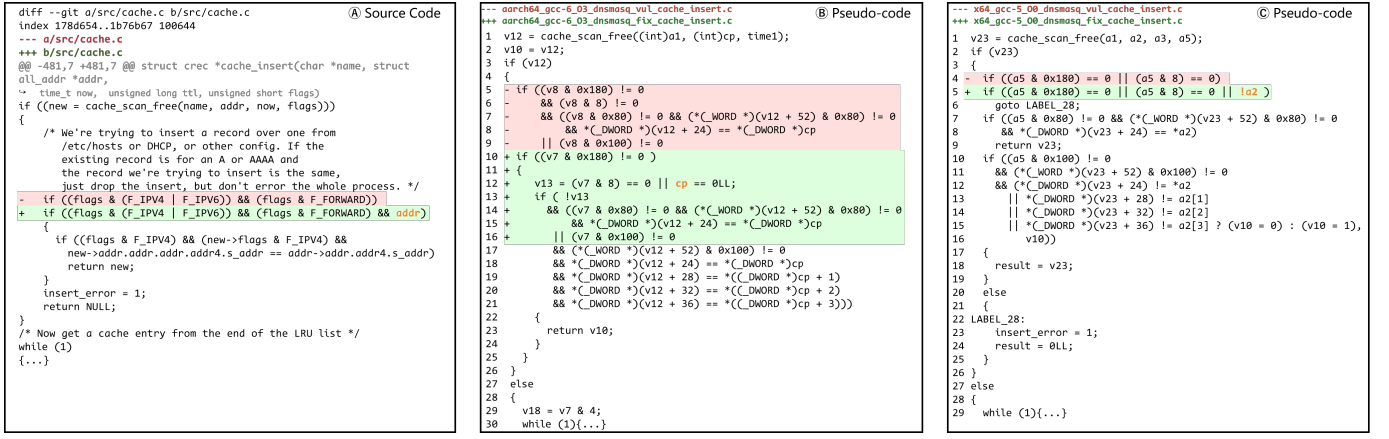 diff --git a/src/cache.c b/src/cache.c
Ⓐ Source Code
index 178d654..1b76b67 100644
--- a/src/cache.c
+++ b/src/cache.c
@@ -481,7 +481,7 @@ struct crec *cache_insert(char *name, struct
all_addr *addr,
↪ time_t now, unsigned long ttl, unsigned short flags)
if ((new = cache_scan_free(name, addr, now, flags)))
{
/* We're trying to insert a record over one from
/etc/hosts or DHCP, or other config. If the
existing record is for an A or AAAA and
the record we're trying to insert is the same,
just drop the insert, but don't error the whole process. */
- if ((flags & (F_IPV4 | F_IPV6)) && (flags & F_FORWARD))
+ if ((flags & (F_IPV4 | F_IPV6)) && (flags & F_FORWARD) && addr)
{
if ((flags & F_IPV4) && (new->flags & F_IPV4) &&
new->addr.addr.addr.addr4.s_addr == addr->addr.addr4.s_addr)
return new;
}
insert_error = 1;
return NULL;
}
/* Now get a cache entry from the end of the LRU list */
while (1)
{...}
--- aarch64_gcc-6_O3_dnsmasq_vul_cache_insert.c
+++ aarch64_gcc-6_O3_dnsmasq_fix_cache_insert.c
Ⓑ Pseudo-code
1 v12 = cache_scan_free((int)a1, (int)cp, time1);
2 v10 = v12;
3 if (v12)
4 {
5 - if ((v8 & 0x180) != 0
6 - && (v8 & 8) != 0
7 - && ((v8 & 0x80) != 0 && (*(_WORD *)(v12 + 52) & 0x80) != 0
8 - && *(_DWORD *)(v12 + 24) == *(_DWORD *)cp
9 - || (v8 & 0x100) != 0
10 + if ((v7 & 0x180) != 0 )
11 + {
12 + v13 = (v7 & 8) == 0 || cp == 0LL;
13 + if ( !v13
14 + && ((v7 & 0x80) != 0 && (*(_WORD *)(v12 + 52) & 0x80) != 0
15 + && *(_DWORD *)(v12 + 24) == *(_DWORD *)cp
16 + || (v7 & 0x100) != 0
17 && (*(_WORD *)(v12 + 52) & 0x100) != 0
18 && *(_DWORD *)(v12 + 24) == *(_DWORD *)cp
19 && *(_DWORD *)(v12 + 28) == *((_DWORD *)cp + 1)
20 && *(_DWORD *)(v12 + 32) == *((_DWORD *)cp + 2)
21 && *(_DWORD *)(v12 + 36) == *((_DWORD *)cp + 3)))
22 {
23 return v10;
24 }
25 }
26 }
27 else
28 {
29 v18 = v7 & 4;
30 while (1){...}
--- x64_gcc-5_O0_dnsmasq_vul_cache_insert.c
+++ x64_gcc-5_O0_dnsmasq_fix_cache_insert.c
Ⓒ Pseudo-code
1 v23 = cache_scan_free(a1, a2, a3, a5);
2 if (v23)
3 {
4 - if ((a5 & 0x180) == 0 || (a5 & 8) == 0)
5 + if ((a5 & 0x180) == 0 || (a5 & 8) == 0 || !a2 )
6 goto LABEL_28;
7 if ((a5 & 0x80) != 0 && (*(_WORD *)(v23 + 52) & 0x80) != 0
8 && *(_DWORD *)(v23 + 24) == *a2)
9 return v23;
10 if ((a5 & 0x100) != 0
11 && (*(_WORD *)(v23 + 52) & 0x100) != 0
12 && (*(_DWORD *)(v23 + 24) != *a2
13 || *(_DWORD *)(v23 + 28) != a2[1]
14 || *(_DWORD *)(v23 + 32) != a2[2]
15 || *(_DWORD *)(v23 + 36) != a2[3] ? (v10 = 0) : (v10 = 1),
16 v10))
17 {
18 result = v23;
19 }
20 else
21 {
22 LABEL_28:
23 insert_error = 1;
24 result = 0LL;
25 }
26 }
27 else
28 {
29 while (1){...}